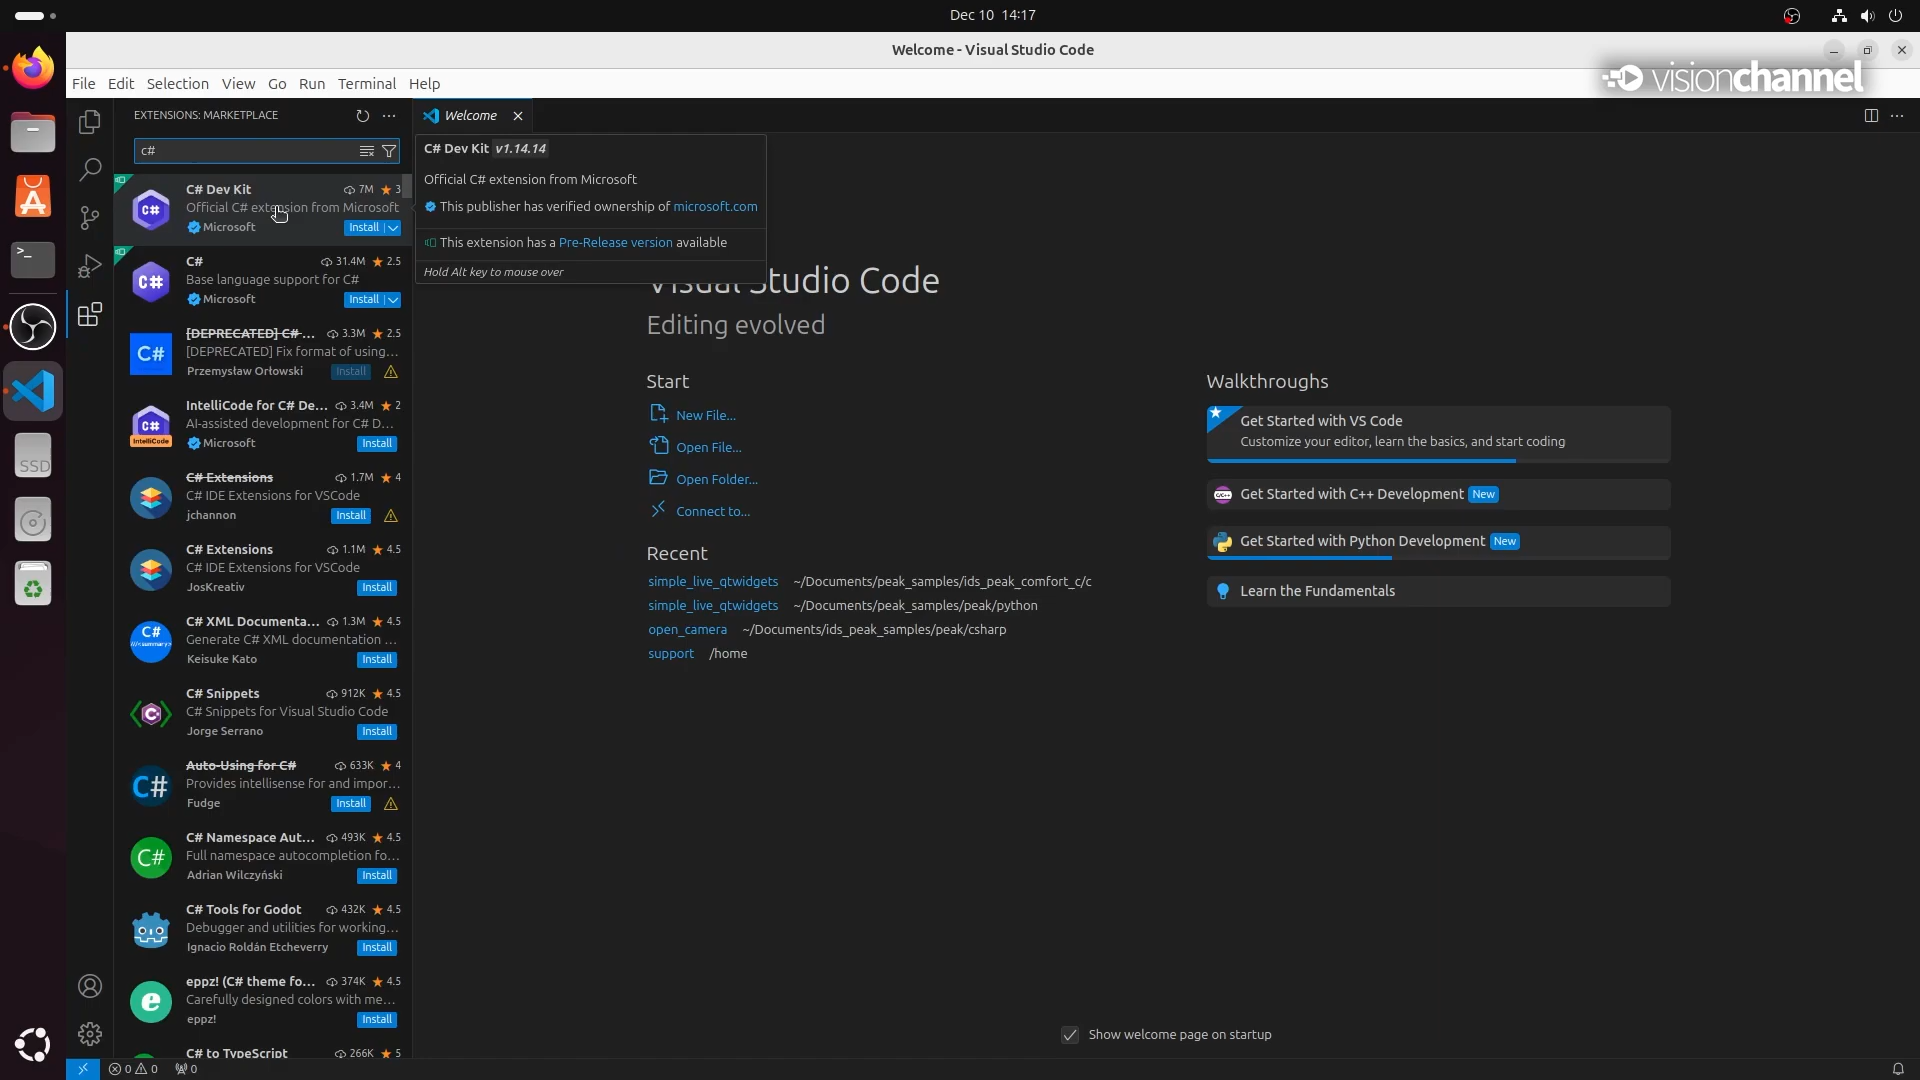 Dec 10 14:17
Welcome - Visual Studio Code
visionchannel
File Edit Selection View Go Run Terminal Help
EXTENSIONS: MARKETPLACE
Welcome
c#
C# Dev Kit 7M 3
Official C# extension from Microsoft
Microsoft Install
C# 31.4M 2.5
Base language support for C#
Microsoft Install
[DEPRECATED] C# ... 3.3M 2.5
[DEPRECATED] Fix format of using...
Przemysław Orłowski Install
IntelliCode for C# De... 3.4M 2
AI-assisted development for C# D...
Microsoft Install
C# Extensions 1.7M 4
C# IDE Extensions for VSCode
jchannon Install
C# Extensions 1.1M 4.5
C# IDE Extensions for VSCode
JosKreativ Install
C# XML Documenta... 1.3M 4.5
Generate C# XML documentation ...
Keisuke Kato Install
C# Snippets 912K 4.5
C# Snippets for Visual Studio Code
Jorge Serrano Install
Auto-Using for C# 633K 4
Provides intellisense for and impor...
Fudge Install
C# Namespace Aut... 493K 4.5
Full namespace autocompletion fo...
Adrian Wilczyński Install
C# Tools for Godot 432K 4.5
Debugger and utilities for working...
Ignacio Roldán Etcheverry Install
eppz! (C# theme fo... 374K 4.5
Carefully designed colors with me...
eppz! Install
C# to TypeScript 266K 5
C#
C#
C#
C#
IntelliCode
C#
///<summary>
C
C#
C#
e
SSD
C# Dev Kit v1.14.14
Official C# extension from Microsoft
This publisher has verified ownership of microsoft.com
This extension has a Pre-Release version available
Hold Alt key to mouse over
Visual Studio Code
Editing evolved
Start
New File...
Open File...
Open Folder...
Connect to...
Recent
simple_live_qtwidgets ~/Documents/peak_samples/ids_peak_comfort_c/c
simple_live_qtwidgets ~/Documents/peak_samples/peak/python
open_camera ~/Documents/ids_peak_samples/peak/csharp
support /home
Walkthroughs
Get Started with VS Code
Customize your editor, learn the basics, and start coding
C/C++ Get Started with C++ Development New
Get Started with Python Development New
Learn the Fundamentals
Show welcome page on startup
0 0 0